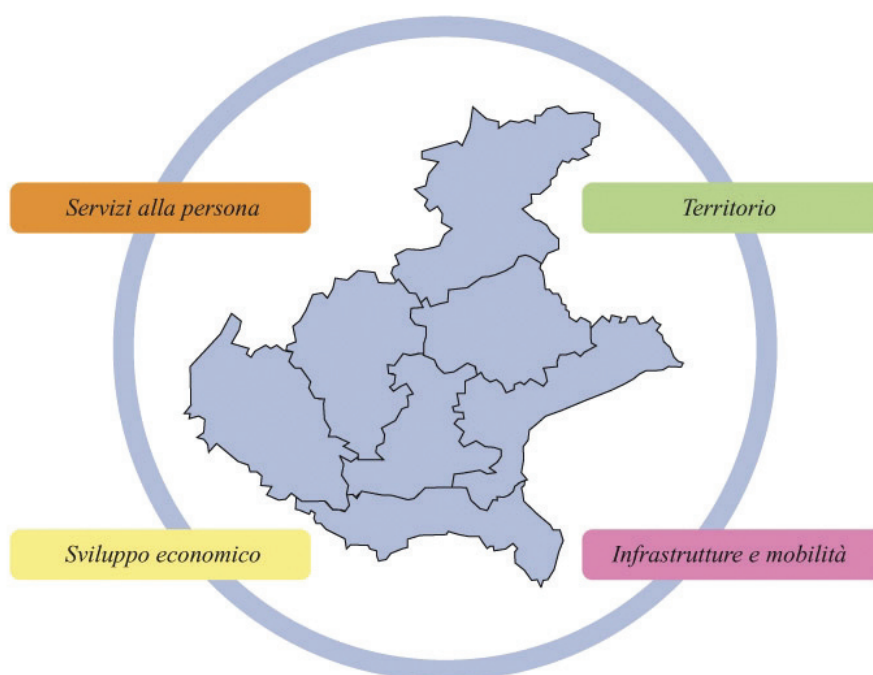 Servizi alla persona
Territorio
Sviluppo economico
Infrastrutture e mobilità